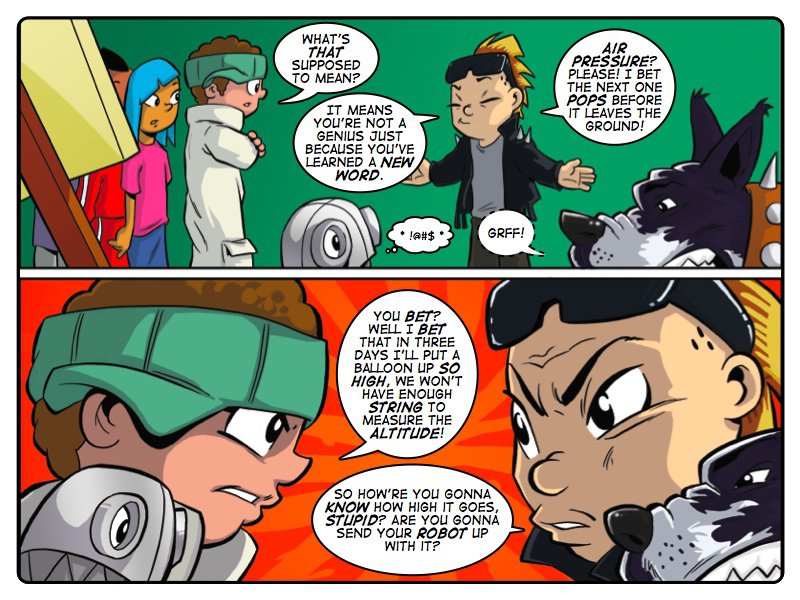 WHAT'S
THAT
SUPPOSED
TO MEAN?
AIR
PRESSURE?
PLEASE! I BET
THE NEXT ONE
POPS BEFORE
IT LEAVES THE
GROUND!
IT MEANS
YOU'RE NOT A
GENIUS JUST
BECAUSE YOU'VE
LEARNED A NEW
WORD.
* !@#$ *
GRFF!
YOU BET?
WELL I BET
THAT IN THREE
DAYS I'LL PUT A
BALLOON UP SO
HIGH, WE WON'T
HAVE ENOUGH
STRING TO
MEASURE THE
ALTITUDE!
SO HOW'RE YOU GONNA
KNOW HOW HIGH IT GOES,
STUPID? ARE YOU GONNA
SEND YOUR ROBOT UP
WITH IT?